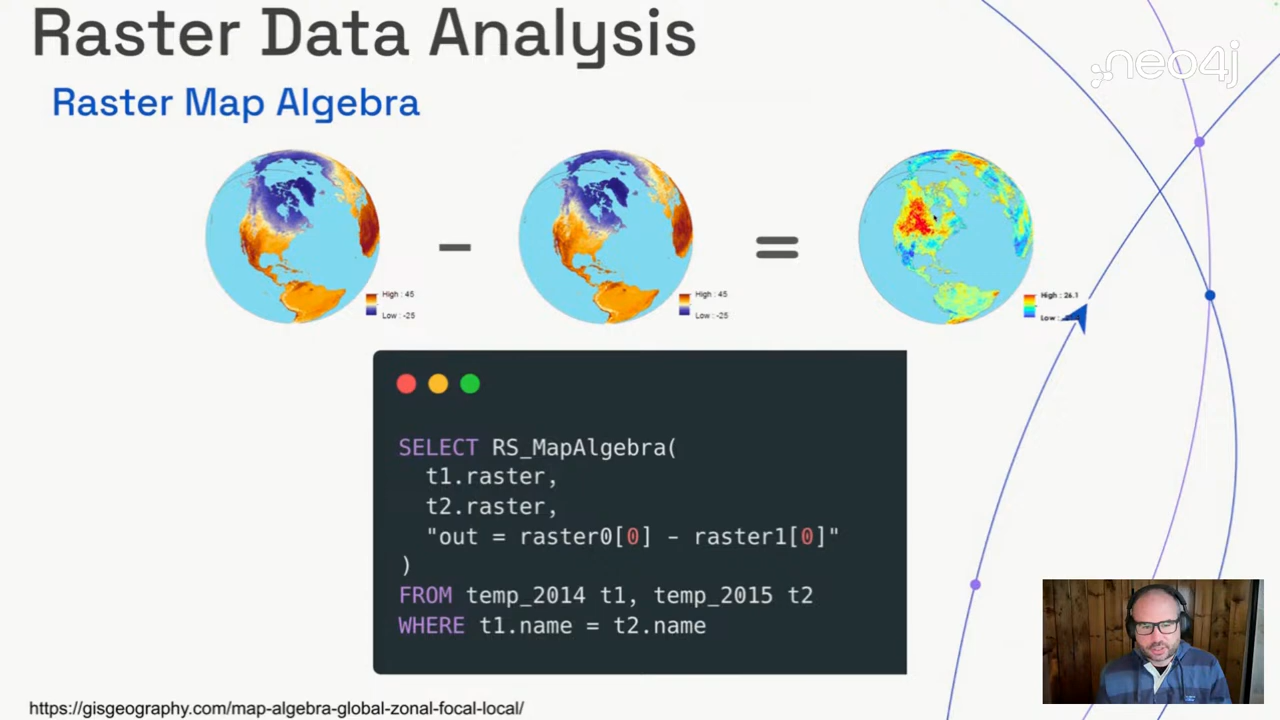 Raster Data Analysis
neo4j
Raster Map Algebra
High : 45
Low : -25
High : 45
Low : -25
High : 26.1
Low :
SELECT RS_MapAlgebra(
t1.raster,
t2.raster,
"out = raster0[0] - raster1[0]"
)
FROM temp_2014 t1, temp_2015 t2
WHERE t1.name = t2.name
https://gisgeography.com/map-algebra-global-zonal-focal-local/